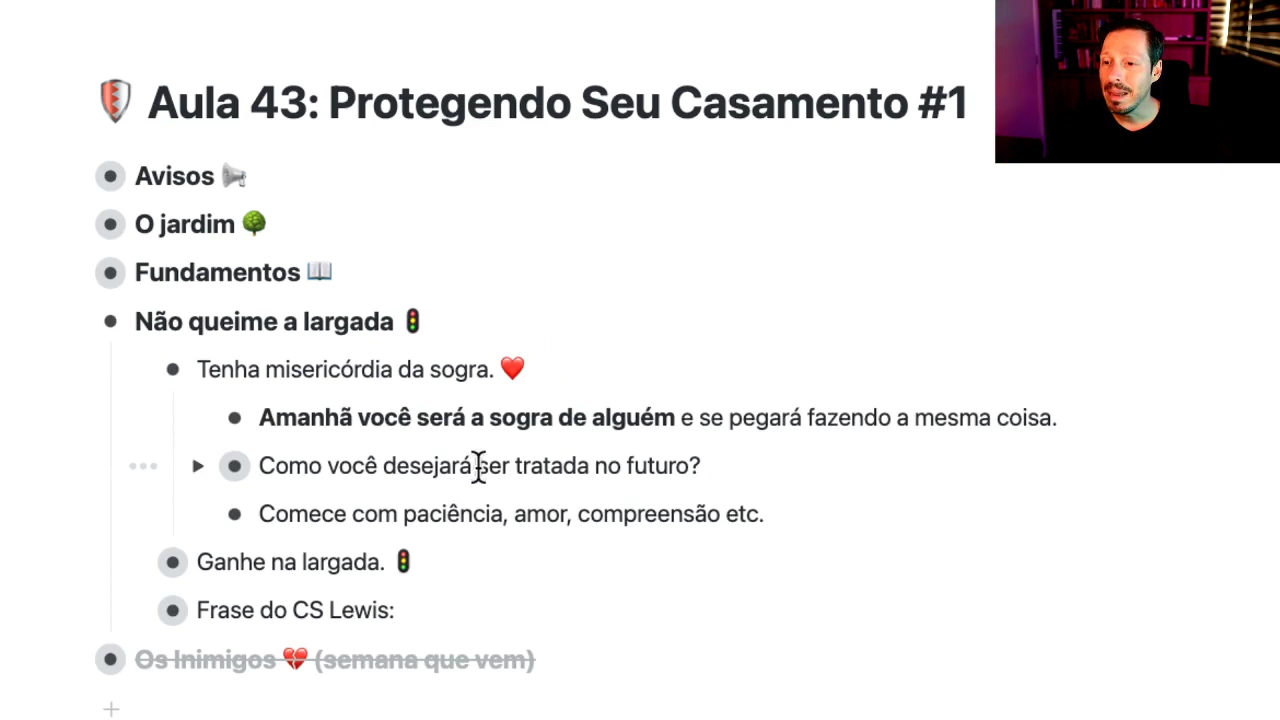 🛡️ Aula 43: Protegendo Seu Casamento #1
Avisos 📢
O jardim 🌳
Fundamentos 📖
Não queime a largada 🚦
Tenha misericórdia da sogra. ❤️
Amanhã você será a sogra de alguém e se pegará fazendo a mesma coisa.
Como você desejará ser tratada no futuro?
Comece com paciência, amor, compreensão etc.
Ganhe na largada. 🚦
Frase do CS Lewis:
Os Inimigos 💔 (semana que vem)